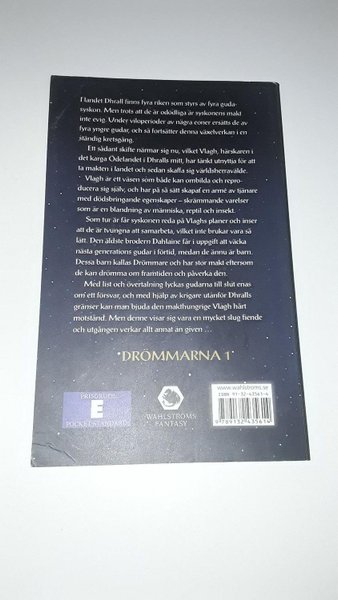 I landet Dhrall finns fyra riken som styrs av fyra guda-
syskon. Men trots att de är odödliga är syskonens makt
inte evig. Under viloperioder av några eoner ersätts de av
fyra yngre gudar, och så fortsätter denna växelverkan i en
ständig kretsgång.
Ett sådant skifte närmar sig nu, vilket Vlagh, härskaren i
det karga Ödelandet i Dhralls mitt, har tänkt utnyttja för att
ta makten i landet och sedan skaffa sig världsherravälde.
Vlagh är ett väsen som både kan ombilda och repro-
ducera sig själv, och har på så sätt skapat en armé av tjänare
med dödsbringande egenskaper – skrämmande varelser
som är en blandning av människa, reptil och insekt.
Som tur är får syskonen reda på Vlaghs planer och inser
att de är tvungna att samarbeta, vilket inte brukar vara så
lätt. Den äldste brodern Dahlaine får i uppgift att väcka
nästa generations gudar i förtid, medan de ännu är barn.
Dessa barn kallas Drömmare och har stor makt eftersom
de kan drömma om framtiden och påverka den.
Med list och övertalning lyckas gudarna till slut enas
om ett försvar, och med hjälp av krigare utanför Dhralls
gränser kan man bjuda den makthungrige Vlagh hårt
motstånd. Men denne visar sig vara en mycket slug fiende
och utgången verkar allt annat än given ...
*DRÖMMARNA 1*
PRISGRUPP
E
POCKETSTANDARD
WAHLSTRÖMS
FANTASY
www.wahlstroms.se
ISBN 91-32-43561-4
9 789132 435614